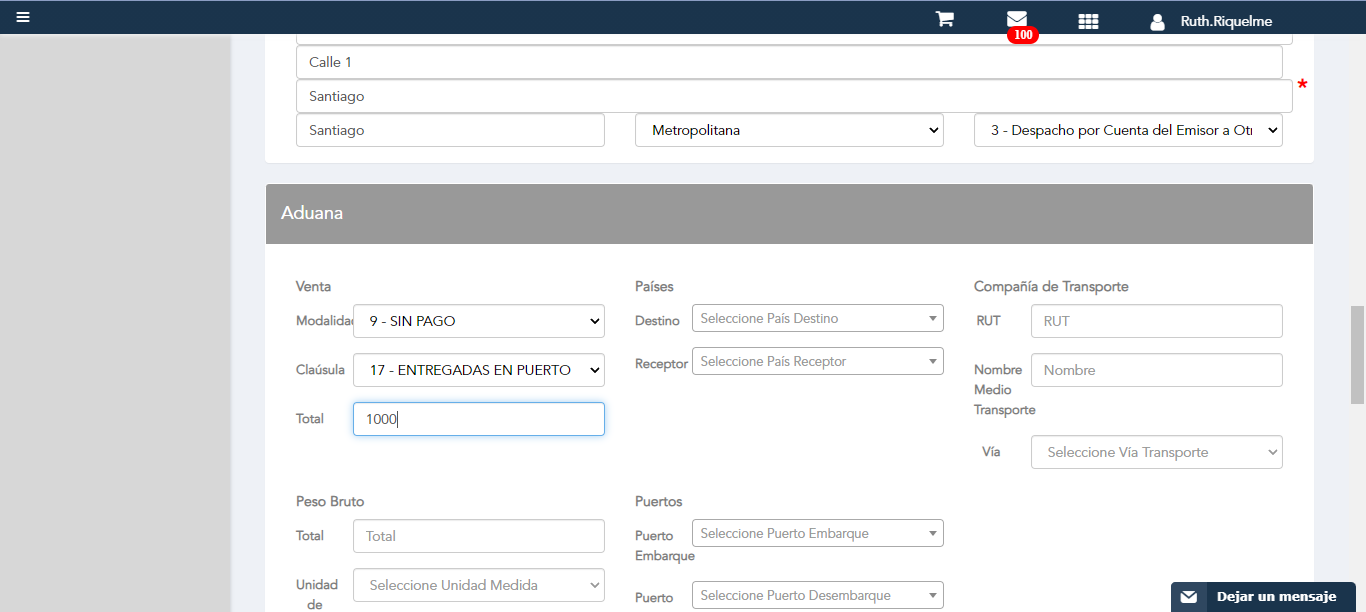 Ruth.Riquelme
100
Calle 1
Santiago
*
Santiago
Metropolitana
3 - Despacho por Cuenta del Emisor a Otr
Aduana
Venta
Países
Compañía de Transporte
Modalidad
9 - SIN PAGO
Destino
Seleccione País Destino
RUT
RUT
Claúsula
17 - ENTREGADAS EN PUERTO
Receptor
Seleccione País Receptor
Nombre
Medio
Transporte
Nombre
Total
1000
Vía
Seleccione Vía Transporte
Peso Bruto
Puertos
Total
Total
Puerto
Embarque
Seleccione Puerto Embarque
Unidad
de
Seleccione Unidad Medida
Puerto
Seleccione Puerto Desembarque
Dejar un mensaje